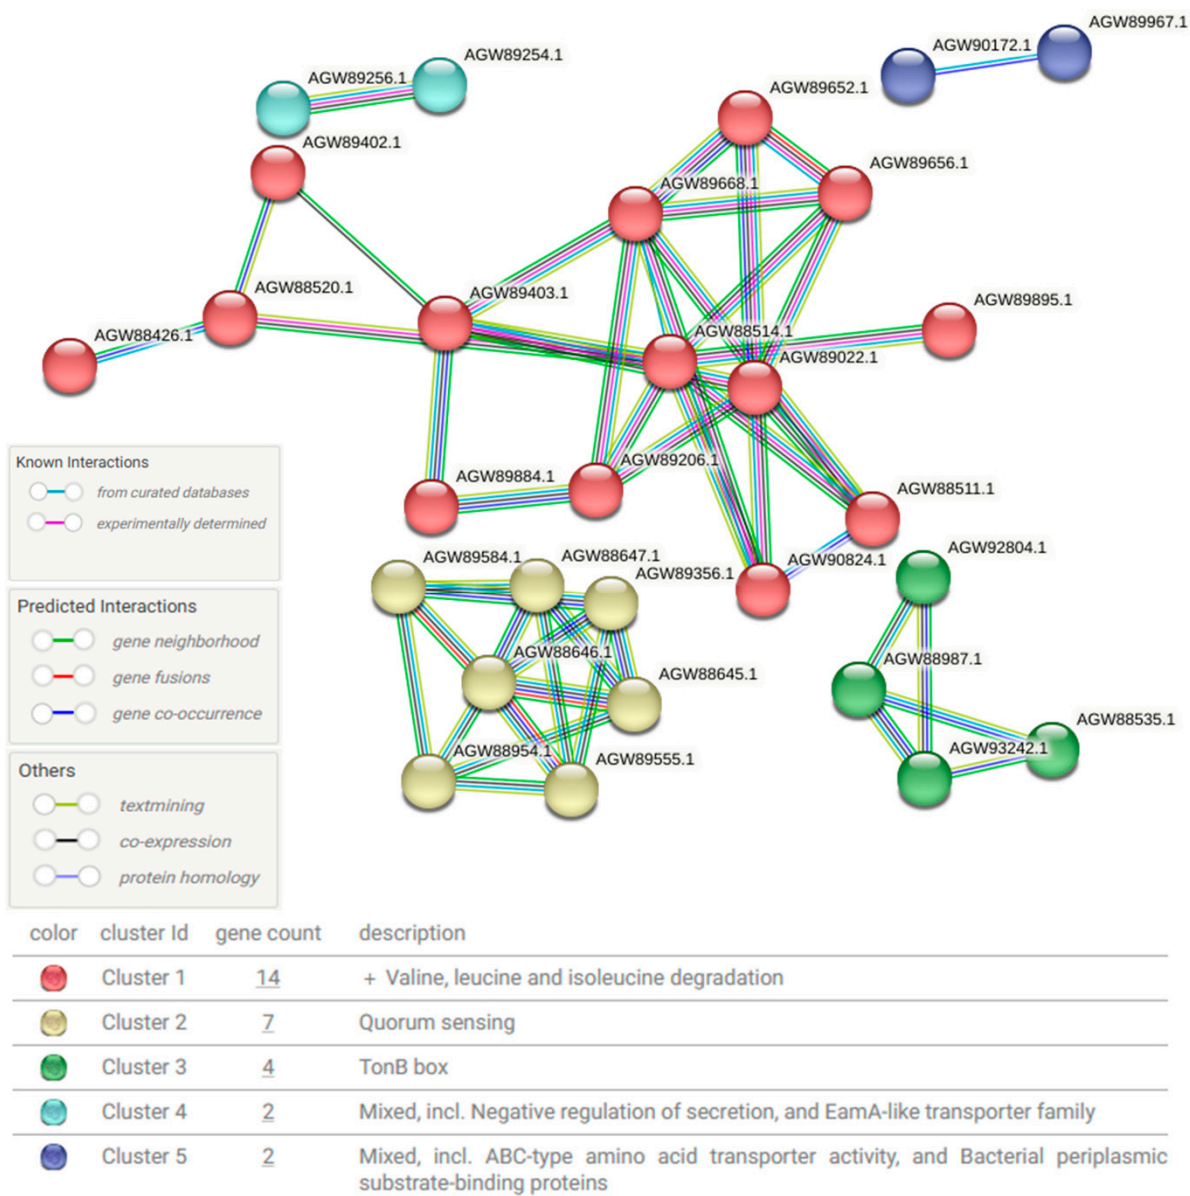 AGW89967.1
AGW90172.1
AGW89254.1
AGW89256.1
AGW89652.1
AGW89402.1
AGW89656.1
AGW89668.1
AGW88520.1
AGW89403.1
AGW89895.1
AGW88426.1
AGW88514.1
AGW89022.1
AGW89206.1
AGW89884.1
AGW88511.1
AGW90824.1
AGW92804.1
AGW89584.1
AGW88647.1
AGW89356.1
AGW88646.1
AGW88645.1
AGW88987.1
AGW88535.1
AGW93242.1
AGW88954.1
AGW89555.1
Known Interactions
from curated databases
experimentally determined
Predicted Interactions
gene neighborhood
gene fusions
gene co-occurrence
Others
textmining
co-expression
protein homology
color cluster Id gene count description
Cluster 1 14 + Valine, leucine and isoleucine degradation
Cluster 2 7 Quorum sensing
Cluster 3 4 TonB box
Cluster 4 2 Mixed, incl. Negative regulation of secretion, and EamA-like transporter family
Cluster 5 2 Mixed, incl. ABC-type amino acid transporter activity, and Bacterial periplasmic
substrate-binding proteins